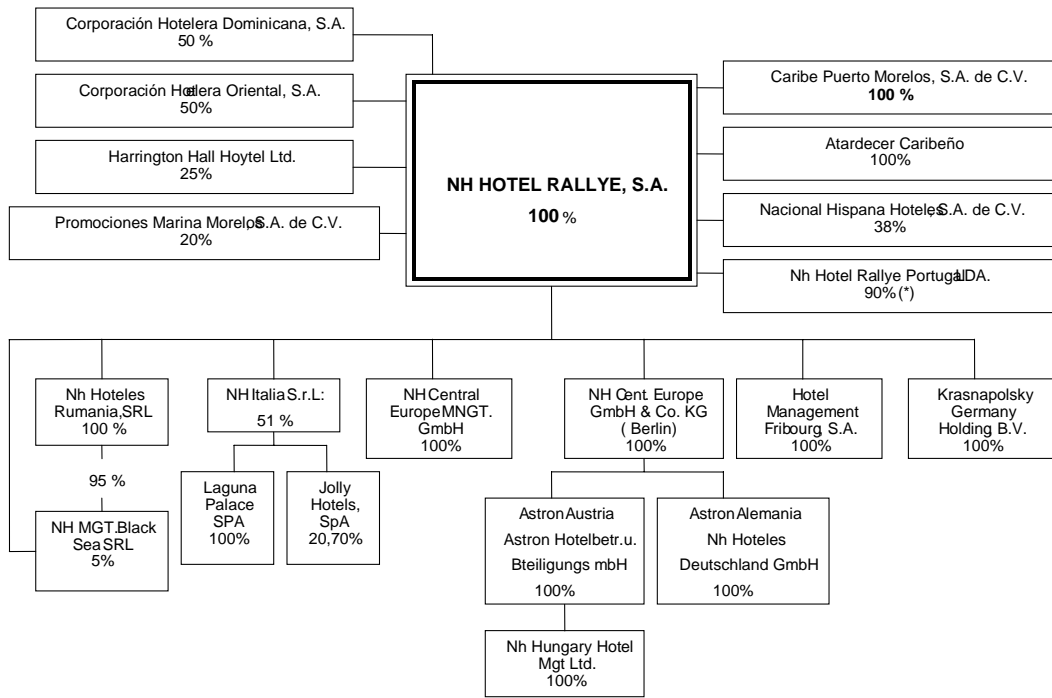 Corporación Hotelera Dominicana, S.A.
50 %
Corporación Hotelera Oriental, S.A.
50%
Harrington Hall Hoytel Ltd.
25%
Promociones Marina Morelos, S.A. de C.V.
20%
NH HOTEL RALLYE, S.A.
100 %
Caribe Puerto Morelos, S.A. de C.V.
100 %
Atardecer Caribeño
100%
Nacional Hispana Hoteles, S.A. de C.V.
38%
Nh Hotel Rallye Portugal LDA.
90% (*)
Nh Hoteles
Rumania, SRL
100 %
95 %
NH MGT. Black
Sea SRL
5%
NH Italia S.r.L:
51 %
Laguna
Palace
SPA
100%
Jolly
Hotels,
SpA
20,70%
NH Central
Europe MNGT.
GmbH
100%
NH Cent. Europe
GmbH & Co. KG
( Berlin)
100%
Astron Austria
Astron Hotelbetr.u.
Bteiligungs mbH
100%
Nh Hungary Hotel
Mgt Ltd.
100%
Astron Alemania
Nh Hoteles
Deutschland GmbH
100%
Hotel
Management
Fribourg, S.A.
100%
Krasnapolsky
Germany
Holding B.V.
100%